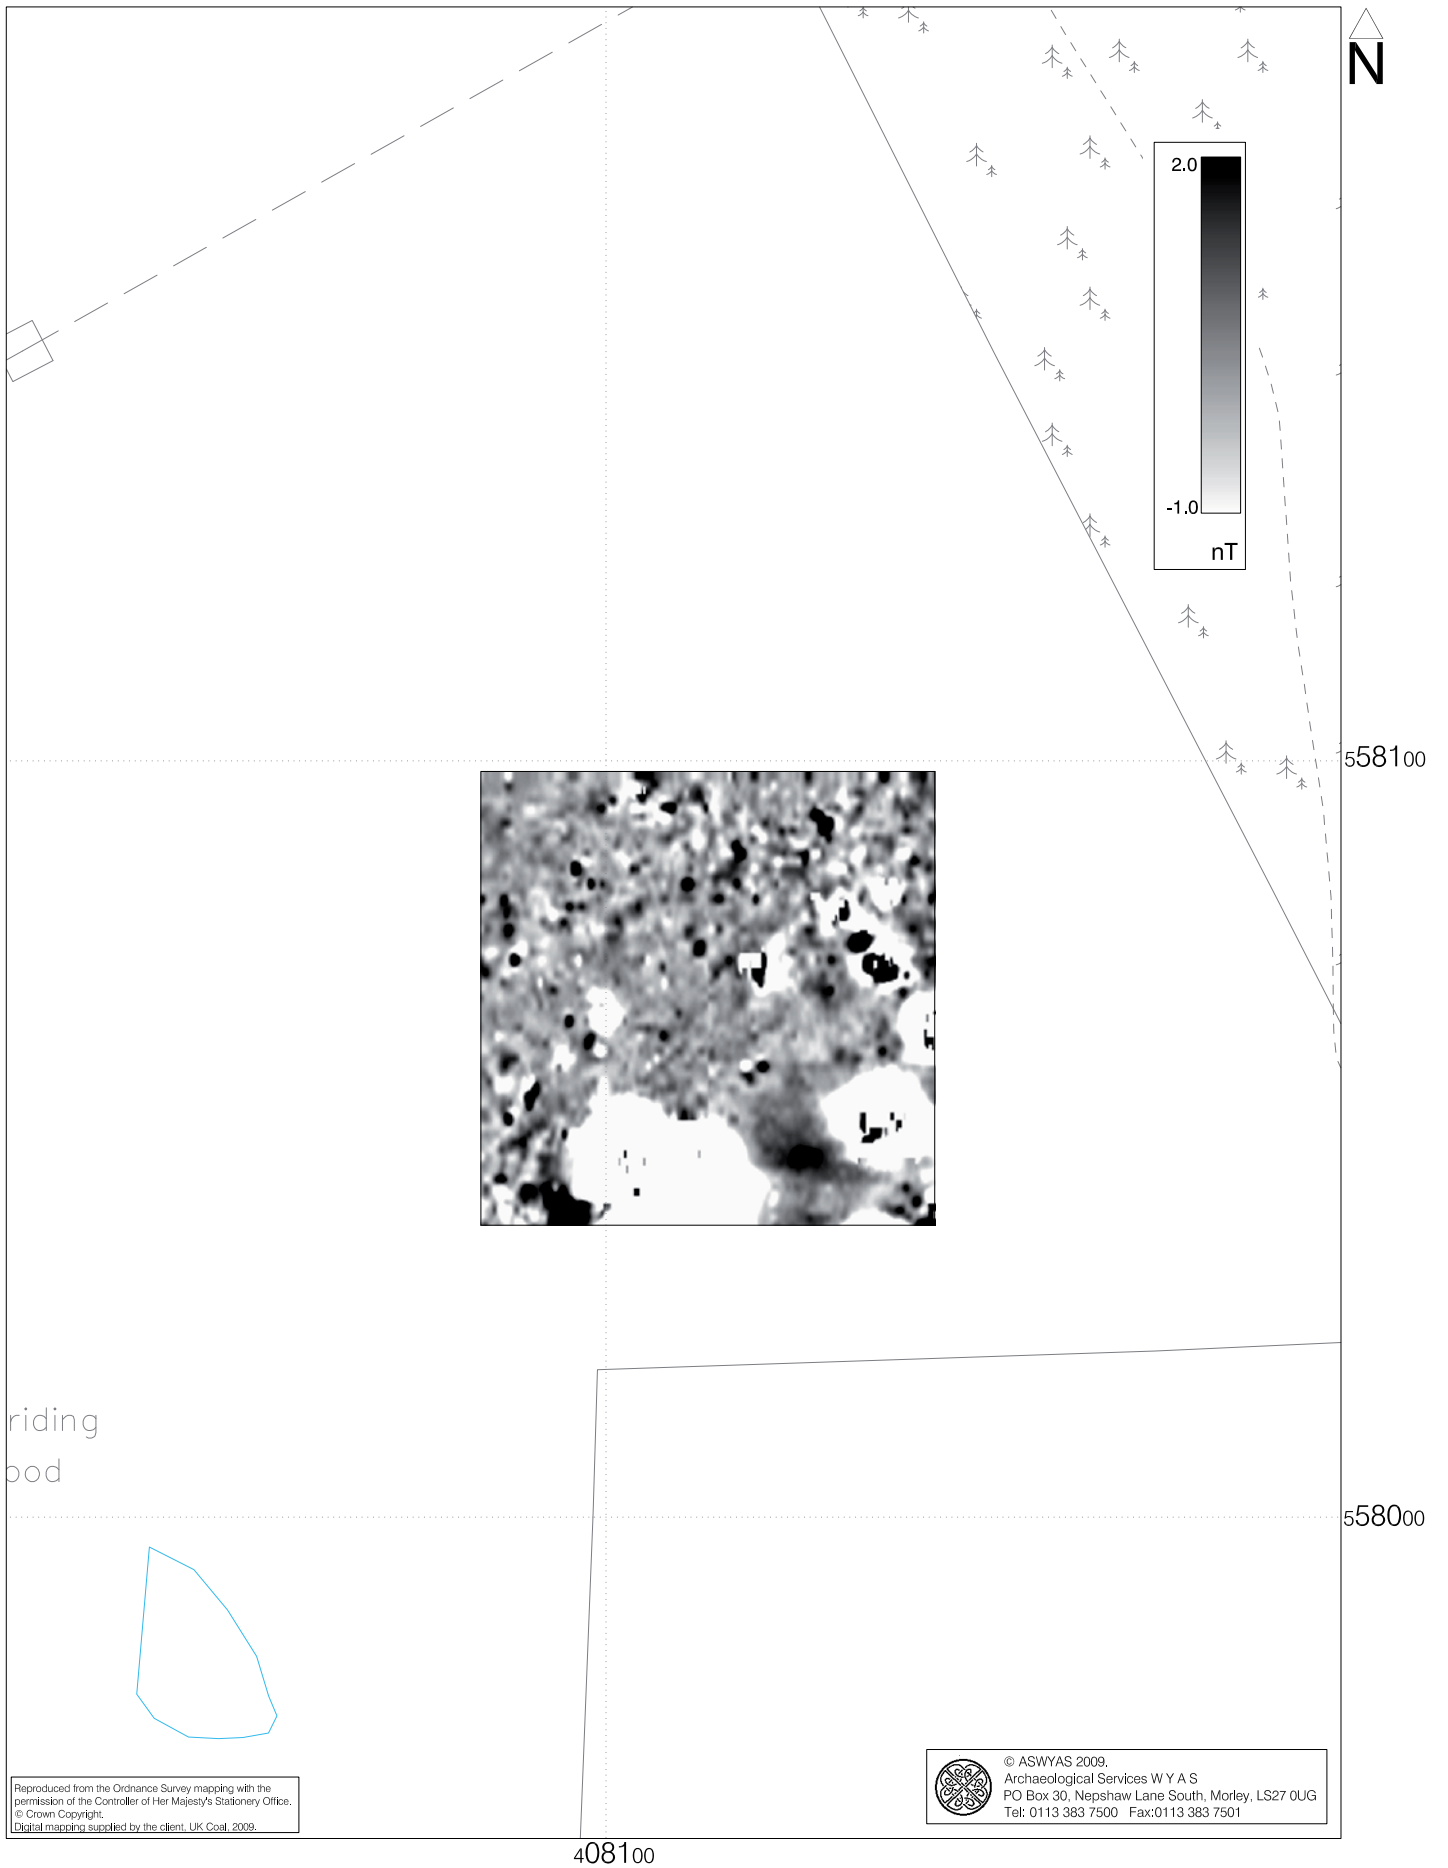 N
2.0
-1.0
nT
558100
riding
ood
558000
Reproduced from the Ordnance Survey mapping with the
permission of the Controller of Her Majesty's Stationery Office.
© Crown Copyright.
Digital mapping supplied by the client, UK Coal, 2009.
© ASWYAS 2009.
Archaeological Services W Y A S
PO Box 30, Nepshaw Lane South, Morley, LS27 0UG
Tel: 0113 383 7500 Fax:0113 383 7501
408100